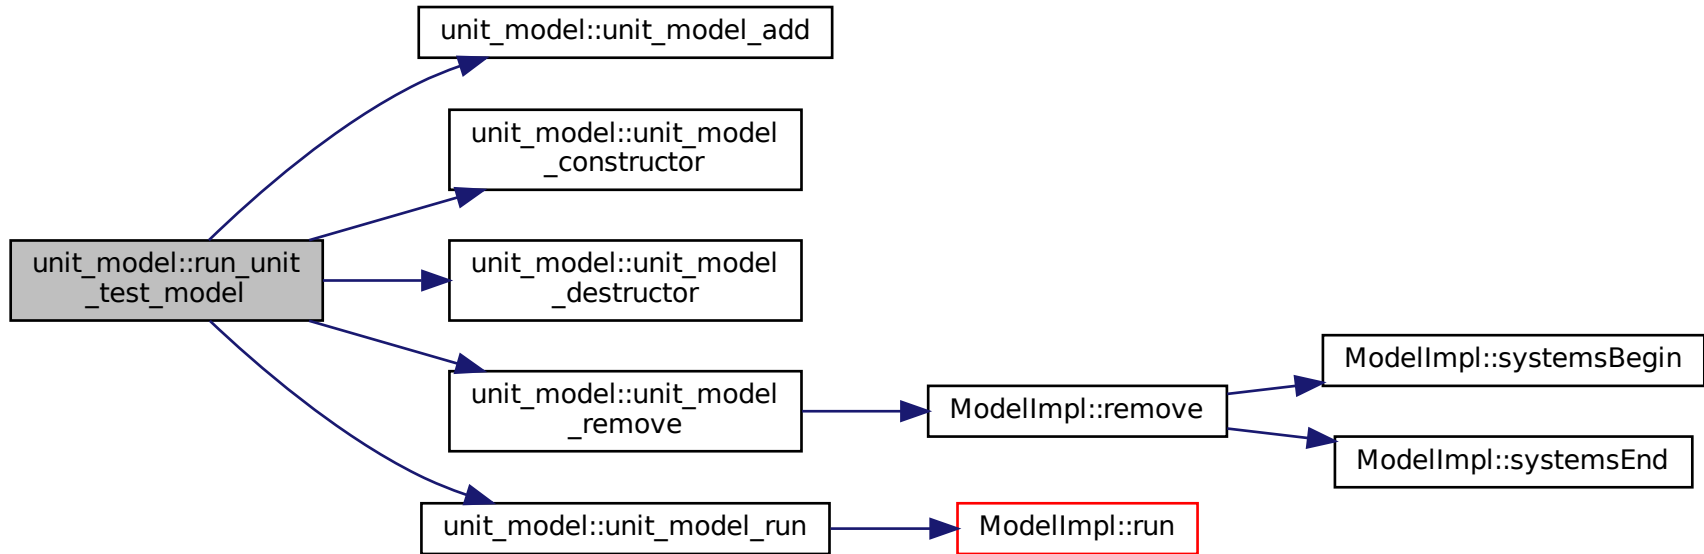 unit_model::unit_model_add
unit_model::unit_model
_constructor
unit_model::run_unit
_test_model
unit_model::unit_model
_destructor
unit_model::unit_model
_remove
ModelImpl::remove
ModelImpl::systemsBegin
ModelImpl::systemsEnd
unit_model::unit_model_run
ModelImpl::run